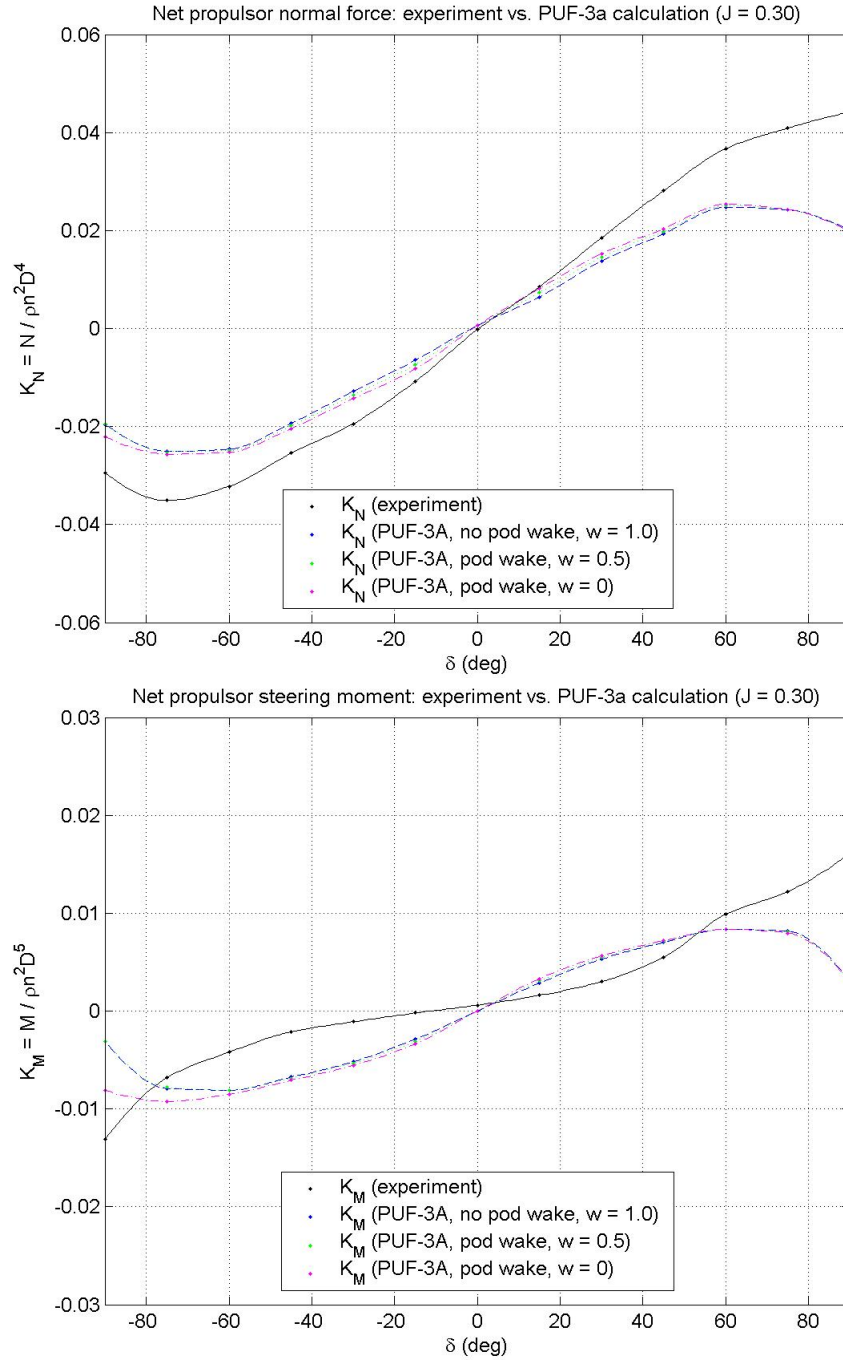 Net propulsor normal force: experiment vs. PUF-3a calculation (J = 0.30)
0.06
0.04
0.02
0
-0.02
-0.04
-0.06
K_N = N / ρn²D⁴
K_N (experiment)
K_N (PUF-3A, no pod wake, w = 1.0)
K_N (PUF-3A, pod wake, w = 0.5)
K_N (PUF-3A, pod wake, w = 0)
-80 -60 -40 -20 0 20 40 60 80
δ (deg)
Net propulsor steering moment: experiment vs. PUF-3a calculation (J = 0.30)
0.03
0.02
0.01
0
-0.01
-0.02
-0.03
K_M = M / ρn²D⁵
K_M (experiment)
K_M (PUF-3A, no pod wake, w = 1.0)
K_M (PUF-3A, pod wake, w = 0.5)
K_M (PUF-3A, pod wake, w = 0)
-80 -60 -40 -20 0 20 40 60 80
δ (deg)